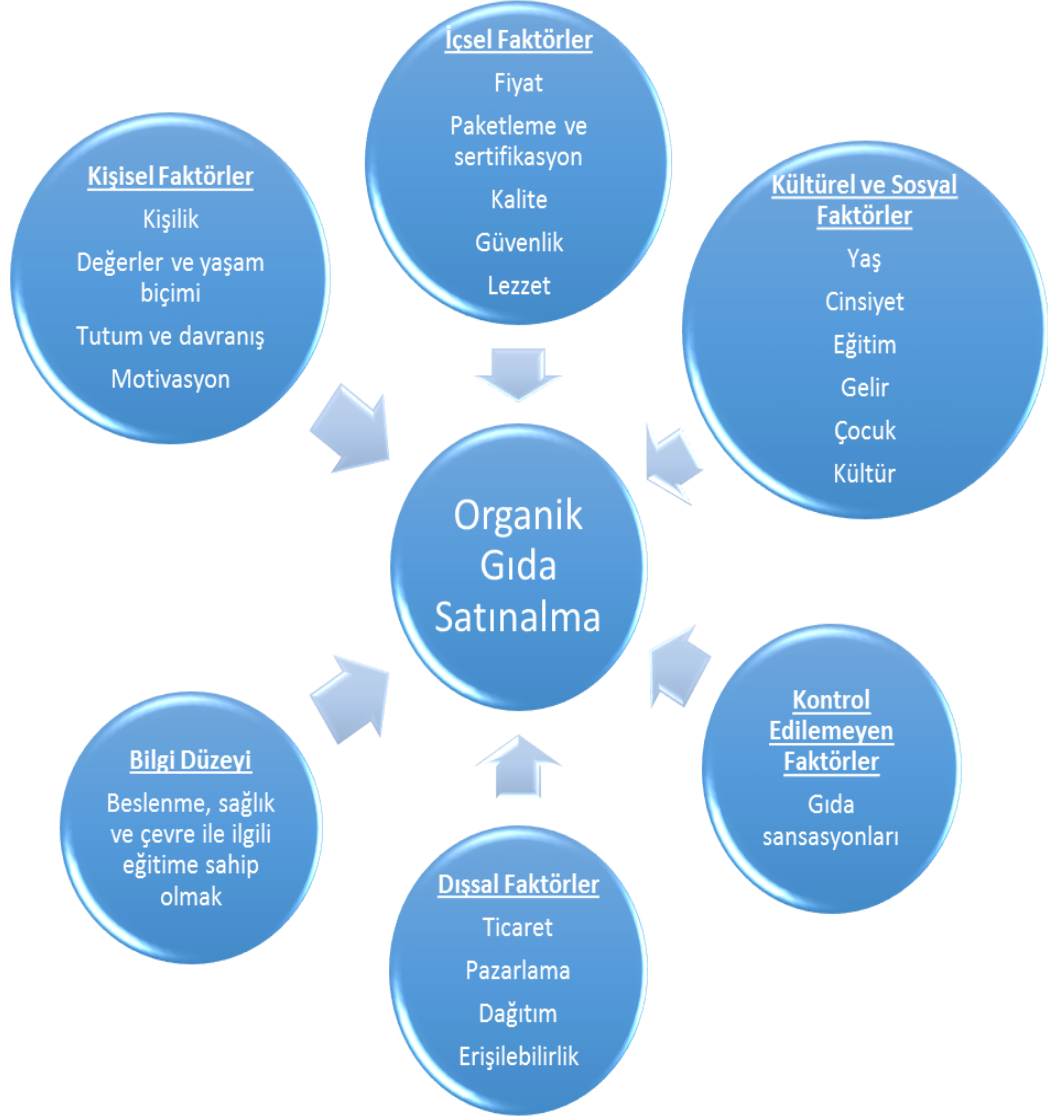 İçsel Faktörler
Fiyat
Paketleme ve
sertifikasyon
Kalite
Güvenlik
Lezzet
Kişisel Faktörler
Kişilik
Değerler ve yaşam
biçimi
Tutum ve davranış
Motivasyon
Kültürel ve Sosyal
Faktörler
Yaş
Cinsiyet
Eğitim
Gelir
Çocuk
Kültür
Organik
Gıda
Satınalma
Bilgi Düzeyi
Beslenme, sağlık
ve çevre ile ilgili
eğitime sahip
olmak
Kontrol
Edilemeyen
Faktörler
Gıda
sansasyonları
Dışsal Faktörler
Ticaret
Pazarlama
Dağıtım
Erişilebilirlik